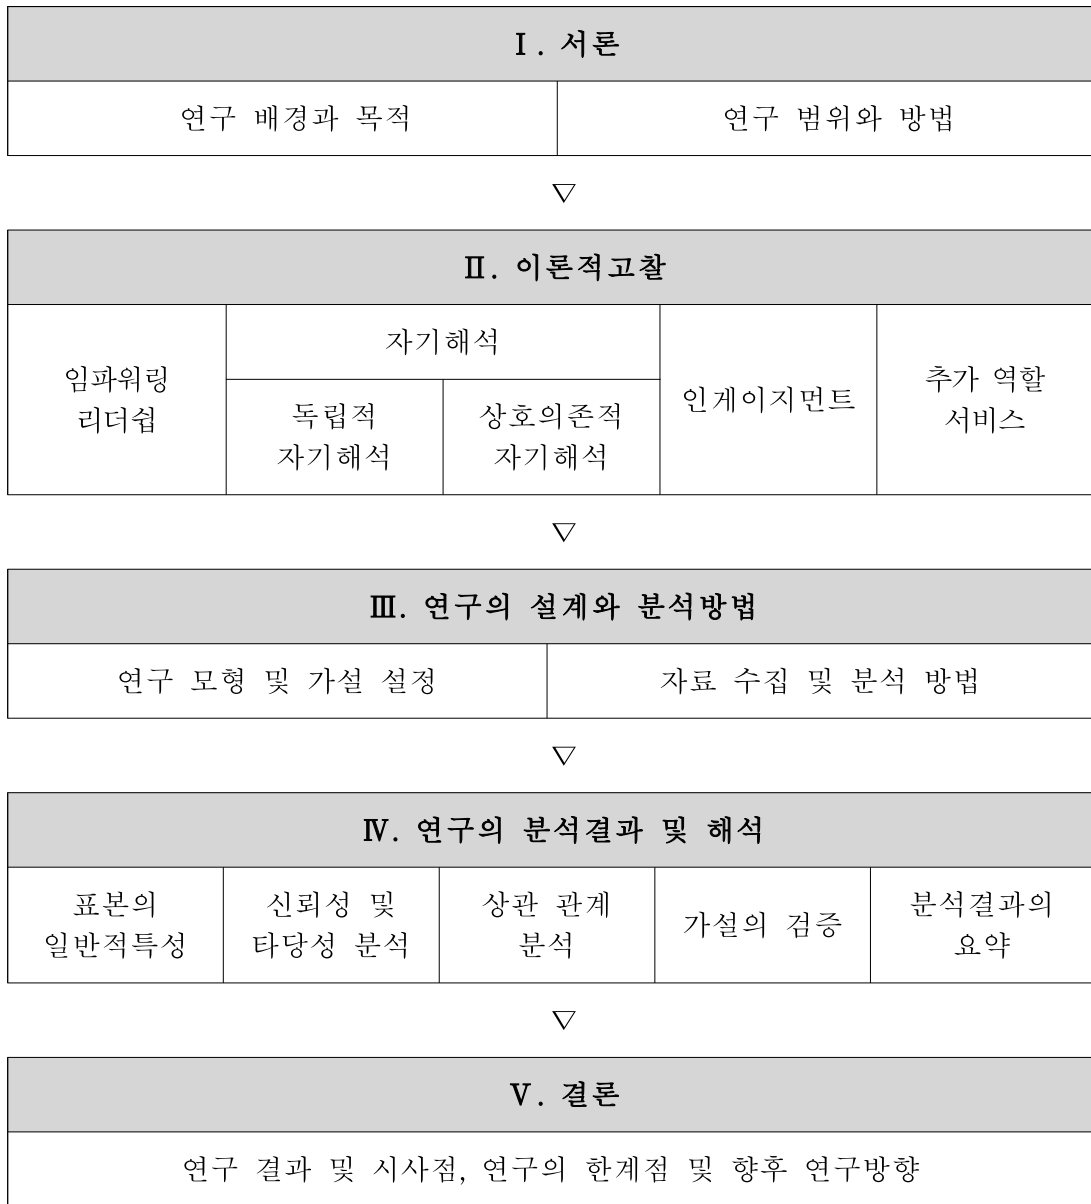 Ⅰ. 서론
연구 배경과 목적
연구 범위와 방법
▽
Ⅱ. 이론적고찰
임파워링
리더쉽
자기해석
독립적
자기해석
상호의존적
자기해석
인게이지먼트
추가 역할
서비스
▽
Ⅲ. 연구의 설계와 분석방법
연구 모형 및 가설 설정
자료 수집 및 분석 방법
▽
Ⅳ. 연구의 분석결과 및 해석
표본의
일반적특성
신뢰성 및
타당성 분석
상관 관계
분석
가설의 검증
분석결과의
요약
▽
Ⅴ. 결론
연구 결과 및 시사점, 연구의 한계점 및 향후 연구방향